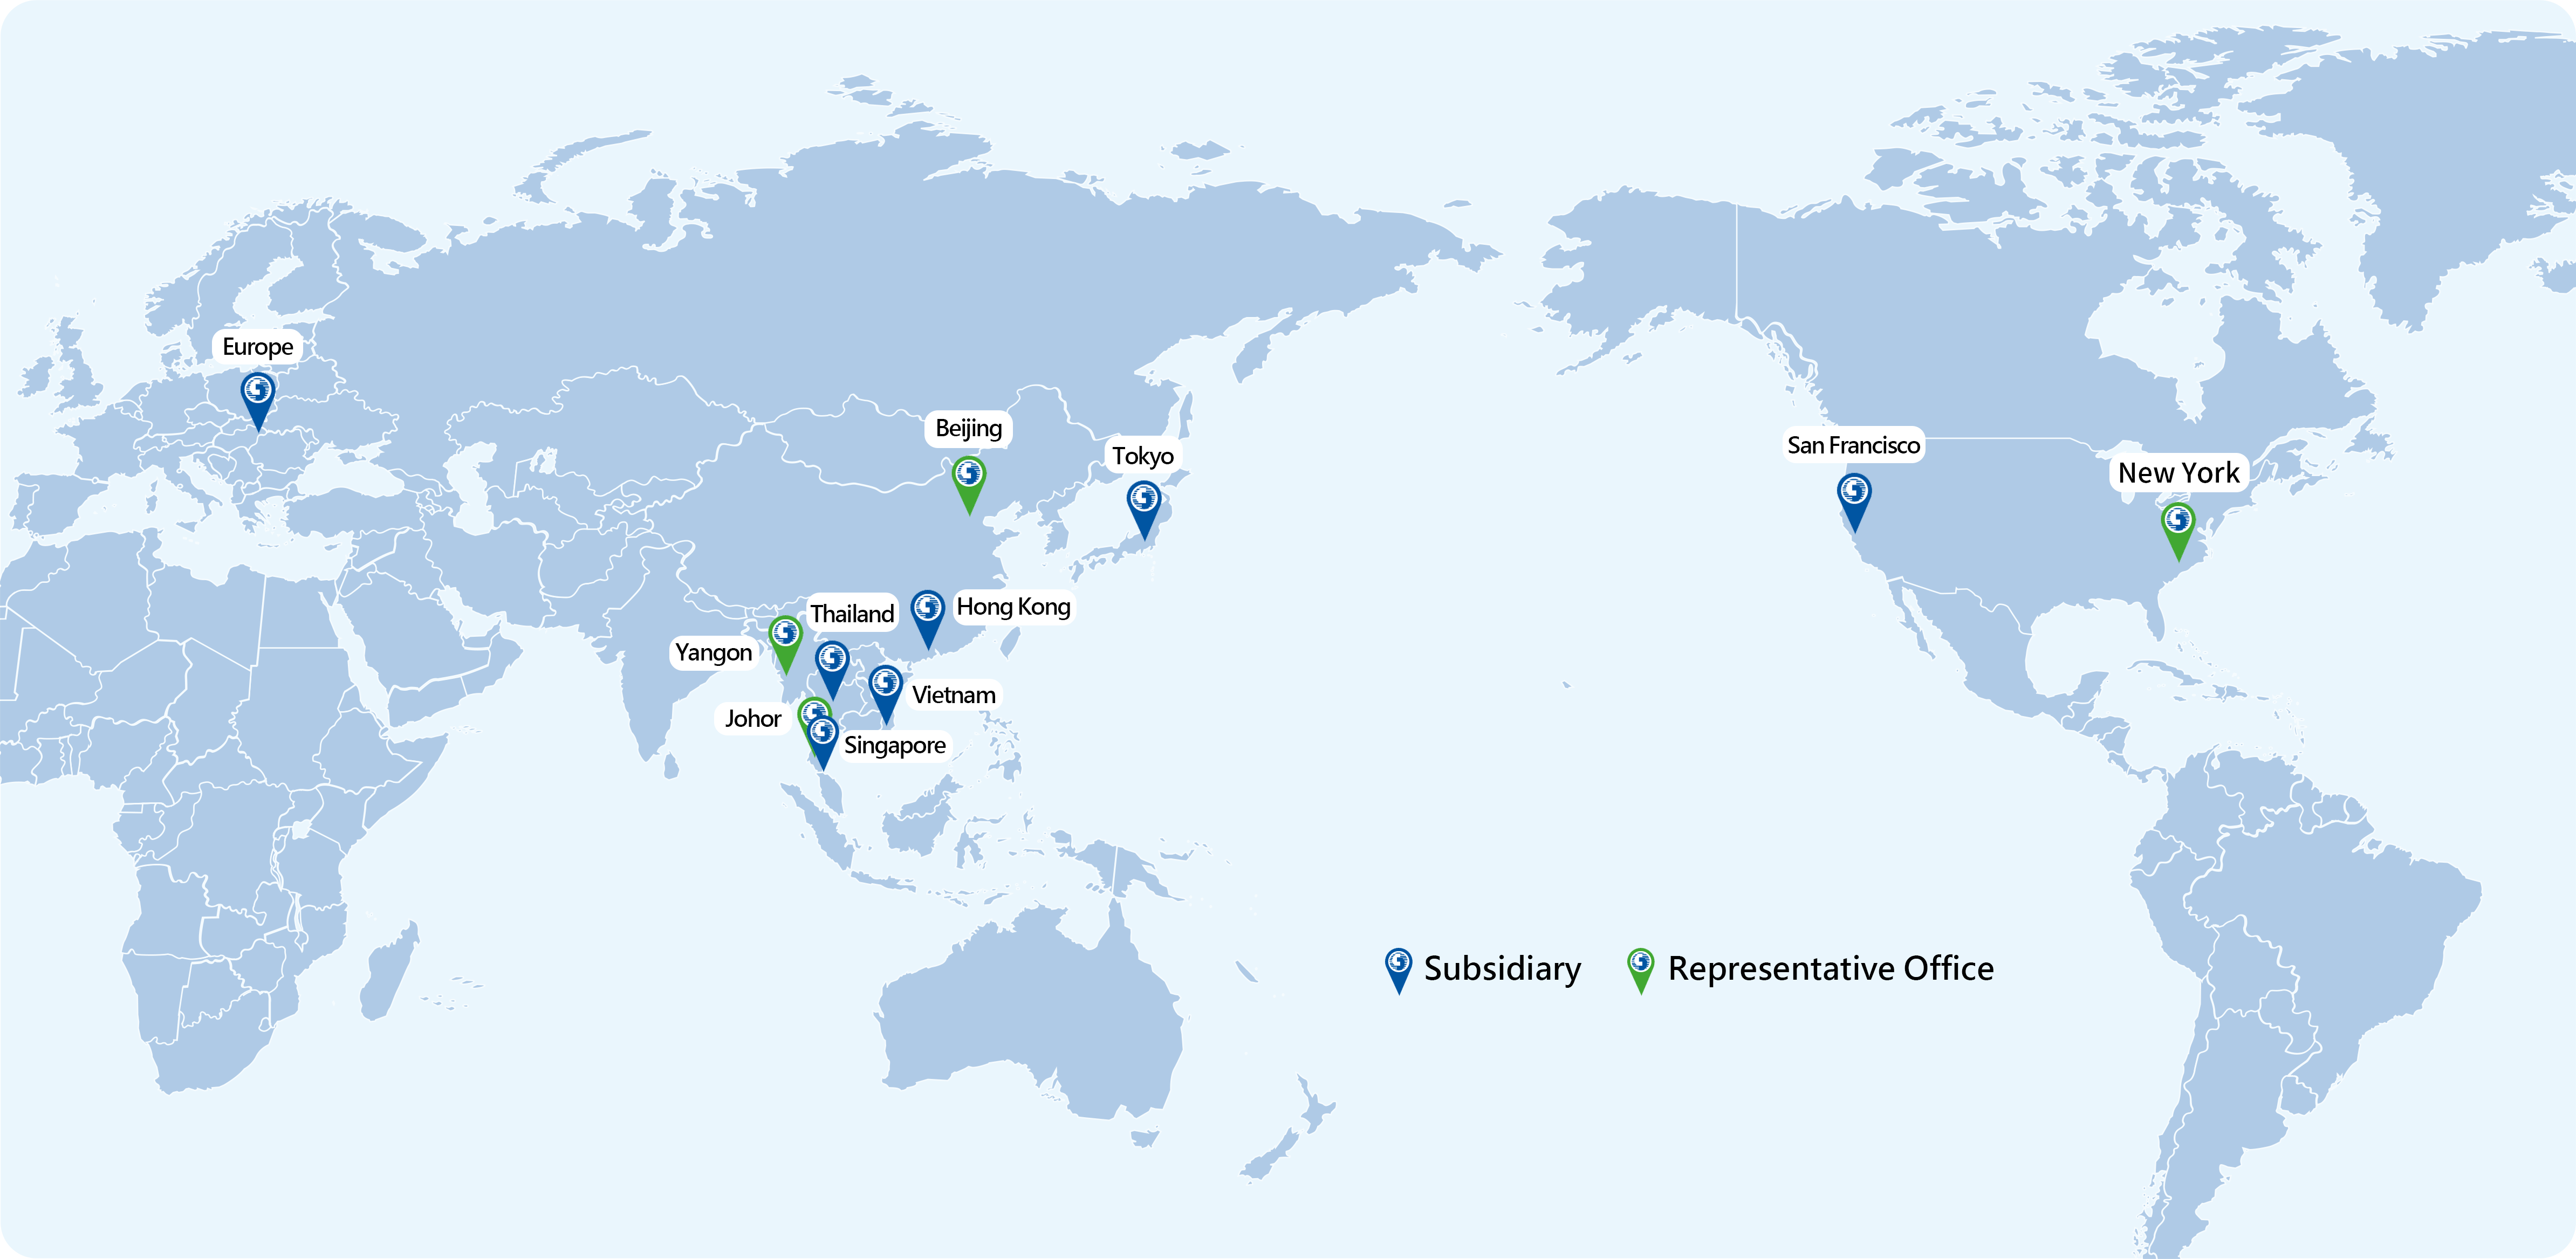 Europe
Beijing
Tokyo
San Francisco
New York
Thailand
Hong Kong
Yangon
Vietnam
Johor
Singapore
Subsidiary
Representative Office